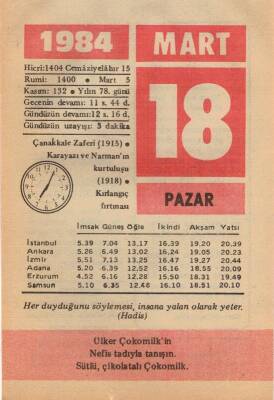 1984
MART
Hicri:1404 Cemâziyelâhır 15
Rumi: 1400 • Mart 5
Kasım: 132 • Yılın 78. günü
Gecenin devamı: 11 s. 44 d.
Gündüzün devamı:12 s. 16 d.
Gündüzün uzayışı: 3 dakika
18
Çanakkale Zaferi (1915) •
Karayazı ve Narman'ın
kurtuluşu
(1918) •
Kırlangıç
fırtması
PAZAR
İmsak Güneş Öğle İkindi Akşam Yatsı
İstanbul 5.39 7.04 13.17 16.39 19.20 20.39
Ankara 5.26 6.49 13.02 16.24 19.05 20.23
İzmir 5.51 7.13 13.25 16.47 19.27 20.44
Adana 5.20 6.39 12.52 16.16 18.55 20.09
Erzurum 4.52 6.16 12.28 15.50 18.31 19.49
Samsun 5.10 6.35 12.48 16.10 18.51 20.10
Her duyduğunu söylemesi, insana yalan olarak yeter.
(Hadis)
Ülker Çokomilk'in
Nefis tadıyla tanışın.
Sütlü, çikolatalı Çokomilk.